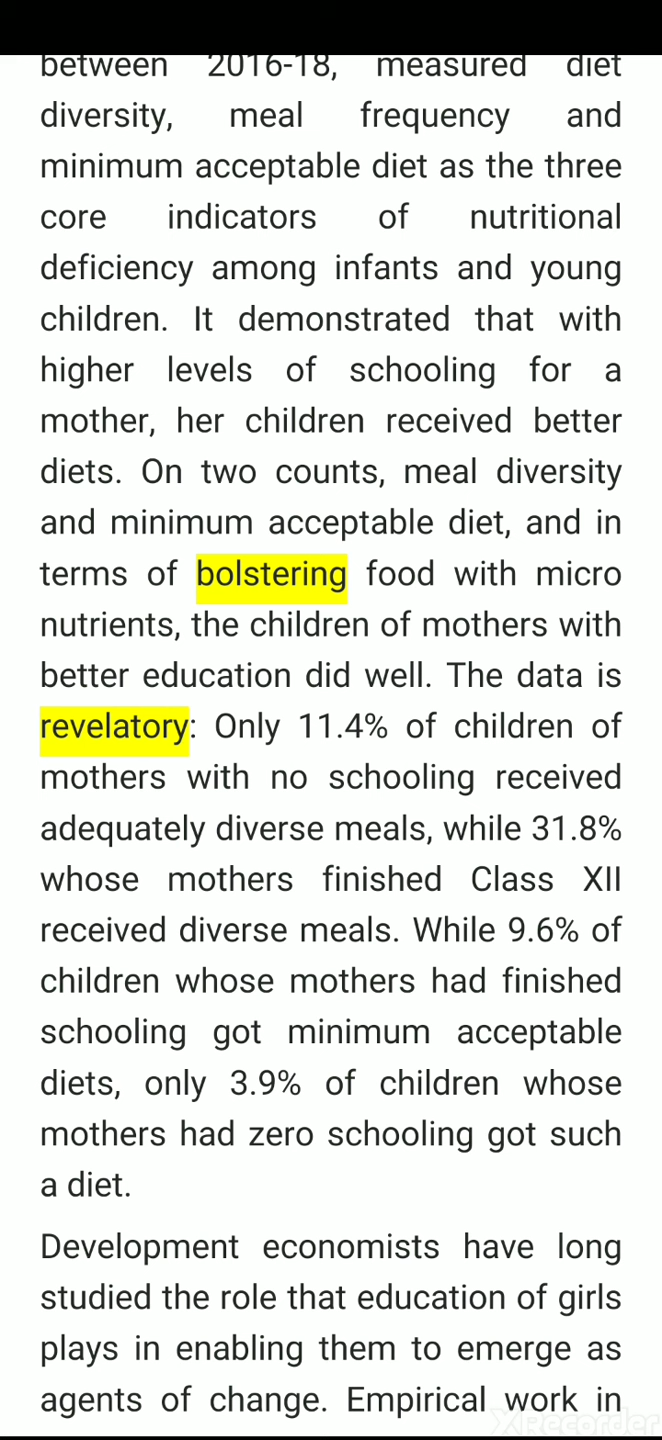 between 2016-18, measured diet
diversity, meal frequency and
minimum acceptable diet as the three
core indicators of nutritional
deficiency among infants and young
children. It demonstrated that with
higher levels of schooling for a
mother, her children received better
diets. On two counts, meal diversity
and minimum acceptable diet, and in
terms of bolstering food with micro
nutrients, the children of mothers with
better education did well. The data is
revelatory: Only 11.4% of children of
mothers with no schooling received
adequately diverse meals, while 31.8%
whose mothers finished Class XII
received diverse meals. While 9.6% of
children whose mothers had finished
schooling got minimum acceptable
diets, only 3.9% of children whose
mothers had zero schooling got such
a diet.
Development economists have long
studied the role that education of girls
plays in enabling them to emerge as
agents of change. Empirical work in
XRecorder